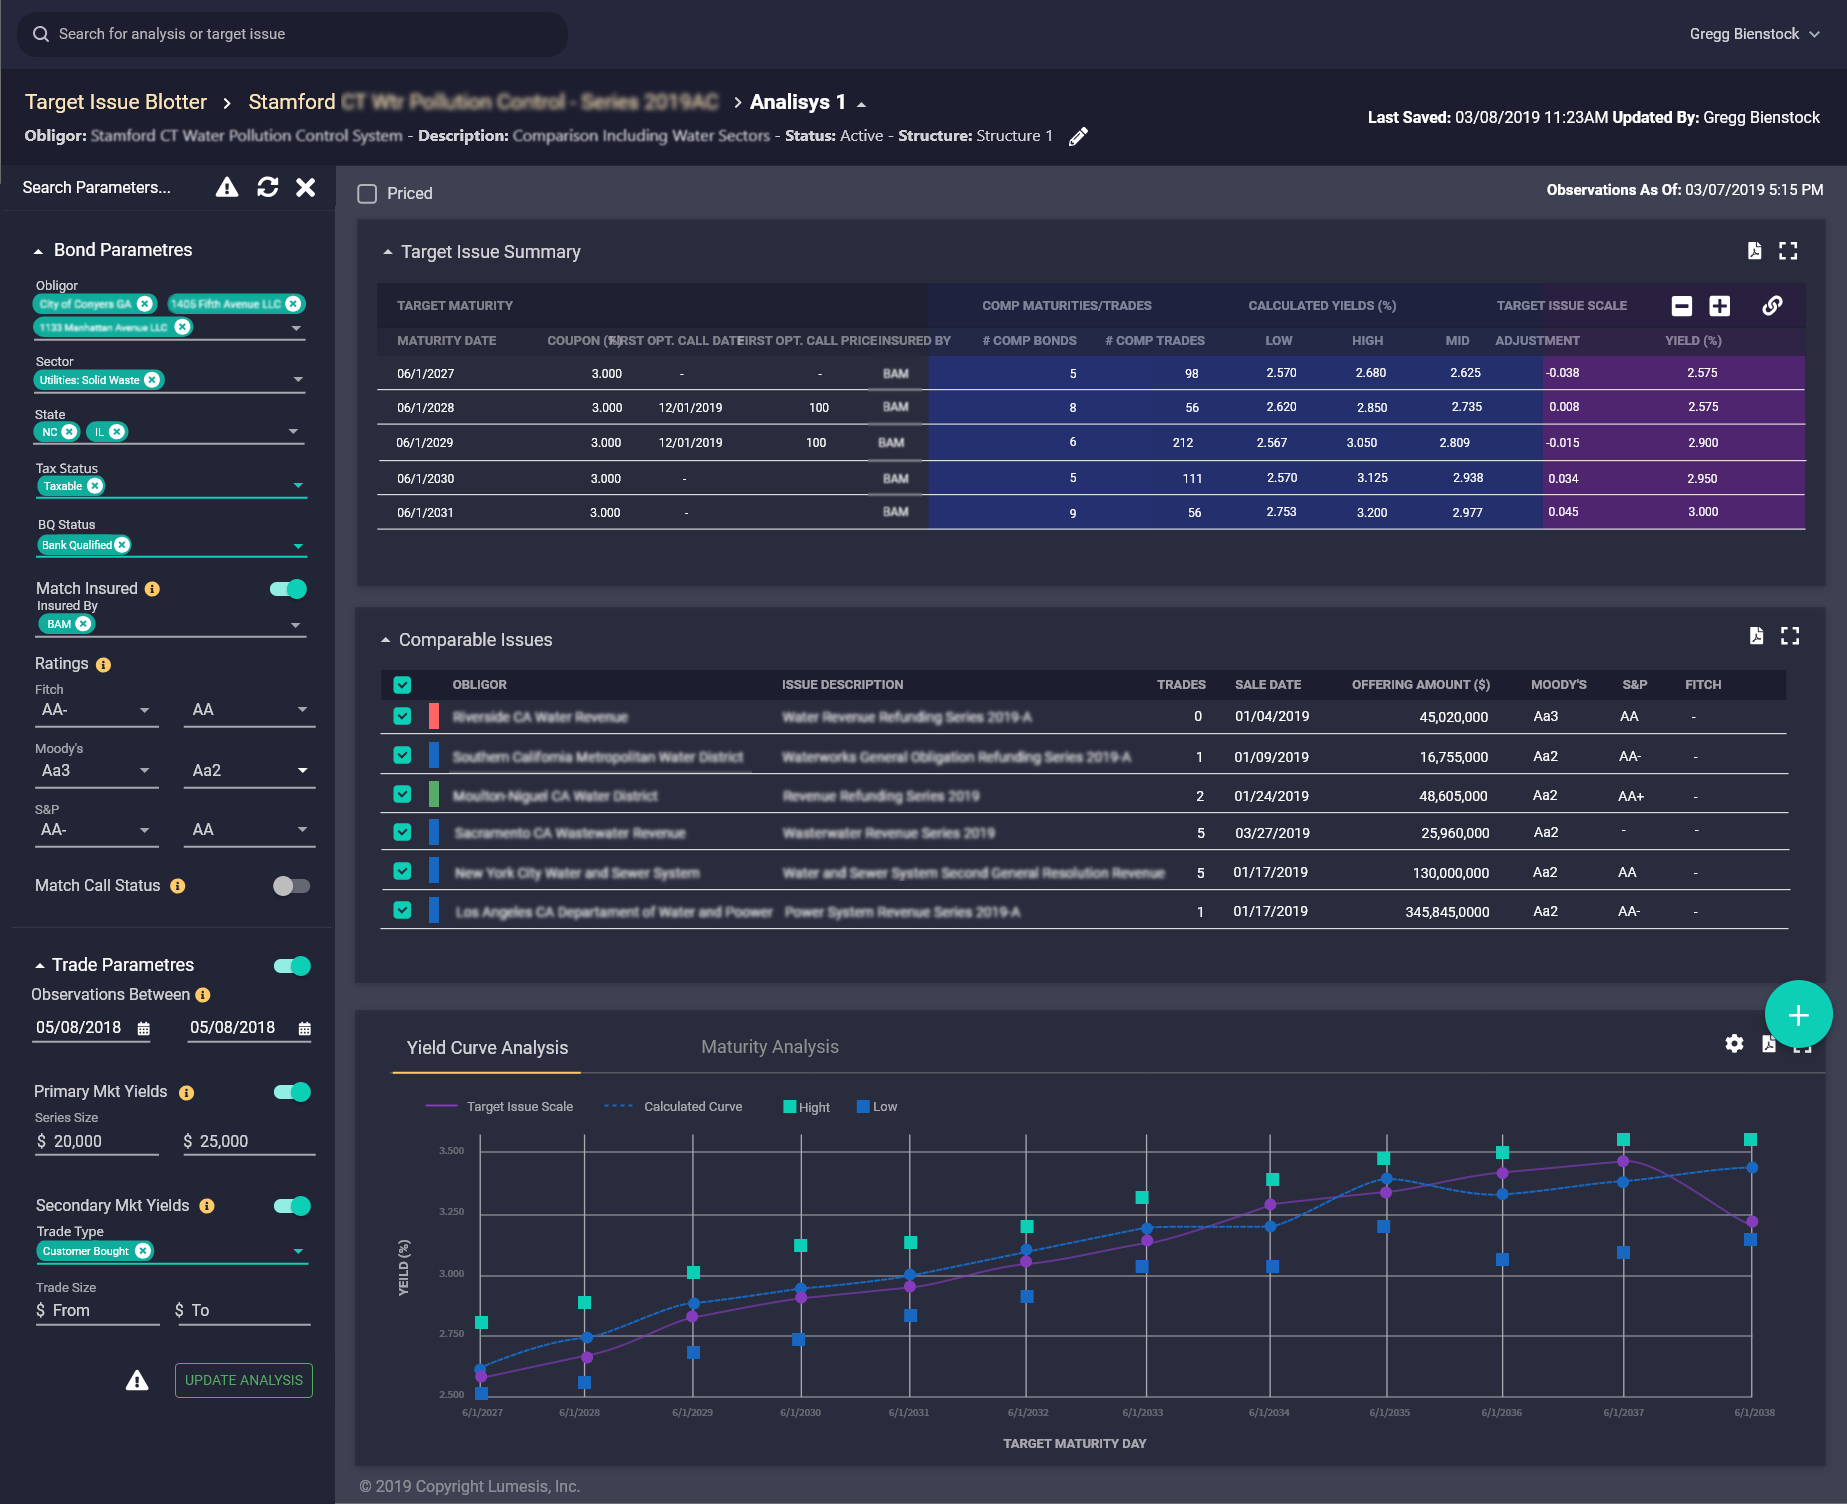 Search for analysis or target issue
Gregg Bienstock
Target Issue Blotter > Stamford CT Wtr Pollution Control - Series 2019AC > Analisys 1
Obligor: Stamford CT Water Pollution Control System - Description: Comparison Including Water Sectors - Status: Active - Structure: Structure 1
Last Saved: 03/08/2019 11:23AM Updated By: Gregg Bienstock
Search Parameters...
Bond Parametres
Obligor
City of Conyers GA
1405 Fifth Avenue LLC
1133 Manhattan Avenue LLC
Sector
Utilities: Solid Waste
State
NC IL
Tax Status
Taxable
BQ Status
Bank Qualified
Match Insured
Insured By
BAM
Ratings
Fitch
AA- AA
Moody's
Aa3 Aa2
S&P
AA- AA
Match Call Status
Trade Parametres
Observations Between
05/08/2018 05/08/2018
Primary Mkt Yields
Series Size
$ 20,000 $ 25,000
Secondary Mkt Yields
Trade Type
Customer Bought
Trade Size
$ From $ To
UPDATE ANALYSIS
Priced
Observations As Of: 03/07/2019 5:15 PM
Target Issue Summary
TARGET MATURITY COMP MATURITIES/TRADES CALCULATED YIELDS (%) TARGET ISSUE SCALE
MATURITY DATE COUPON (%) FIRST OPT. CALL DATE FIRST OPT. CALL PRICE INSURED BY # COMP BONDS # COMP TRADES LOW HIGH MID ADJUSTMENT YIELD (%)
06/1/2027 3.000 - - BAM 5 98 2.570 2.680 2.625 -0.038 2.575
06/1/2028 3.000 12/01/2019 100 BAM 8 56 2.620 2.850 2.735 0.008 2.575
06/1/2029 3.000 12/01/2019 100 BAM 6 212 2.567 3.050 2.809 -0.015 2.900
06/1/2030 3.000 - BAM 5 111 2.570 3.125 2.938 0.034 2.950
06/1/2031 3.000 - BAM 9 56 2.753 3.200 2.977 0.045 3.000
Comparable Issues
OBLIGOR ISSUE DESCRIPTION TRADES SALE DATE OFFERING AMOUNT ($) MOODY'S S&P FITCH
Riverside CA Water Revenue Water Revenue Refunding Series 2019-A 0 01/04/2019 45,020,000 Aa3 AA -
Southern California Metropolitan Water District Waterworks General Obligation Refunding Series 2019-A 1 01/09/2019 16,755,000 Aa2 AA- -
Moulton-Niguel CA Water District Revenue Refunding Series 2019 2 01/24/2019 48,605,000 Aa2 AA+ -
Sacramento CA Wastewater Revenue Wasterwater Revenue Series 2019 5 03/27/2019 25,960,000 Aa2 - -
New York City Water and Sewer System Water and Sewer System Second General Resolution Revenue 5 01/17/2019 130,000,000 Aa2 AA -
Los Angeles CA Departament of Water and Poower Power System Revenue Series 2019-A 1 01/17/2019 345,845,0000 Aa2 AA- -
Yield Curve Analysis Maturity Analysis
Target Issue Scale Calculated Curve Hight Low
YEILD (%)
3.500
3.250
3.000
2.750
2.500
6/1/2027 6/1/2028 6/1/2029 6/1/2030 6/1/2031 6/1/2032 6/1/2033 6/1/2034 6/1/2035 6/1/2036 6/1/2037 6/1/2038
TARGET MATURITY DAY
© 2019 Copyright Lumesis, Inc.